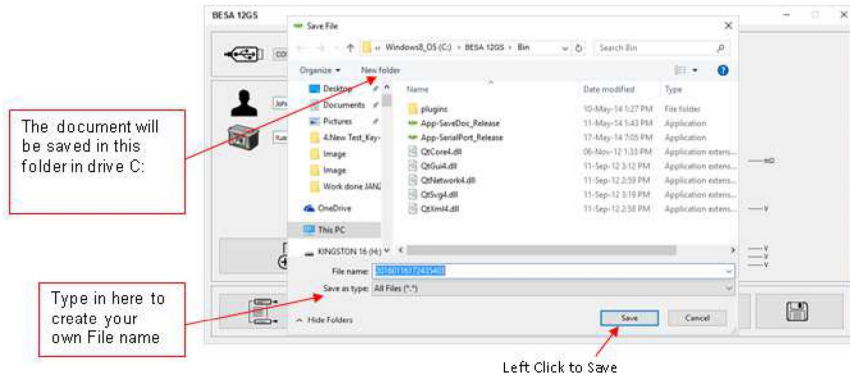 BESA 12GS
Save File
Windows8_OS (C:) › BESA 12GS › Bin
Search Bin
Organize
New folder
Name
Date modified
Type
Desktop
Documents
Pictures
4.New Test_Key-
Image
Image
Work done JAN2
OneDrive
This PC
KINGSTON 16 (H:)
plugins 10-May-14 1:27 PM File folder
App-SaveDoc_Release 11-May-14 1:43 PM Application
App-SerialPort_Release 17-May-14 7:05 PM Application
QtCore4.dll 06-Nov-12 1:33 PM Application extens...
QtGui4.dll 11-Sep-12 3:12 PM Application extens...
QtNetwork4.dll 11-Sep-12 2:59 PM Application extens...
QtSvg4.dll 11-Sep-12 3:19 PM Application extens...
QtXml4.dll 11-Sep-12 2:58 PM Application extens...
File name: 20160116172435403
Save as type: All Files (*.*)
Hide Folders
Save
Cancel
The document will
be saved in this
folder in drive C:
Type in here to
create your
own File name
mΩ
V
V
V
V
Left Click to Save